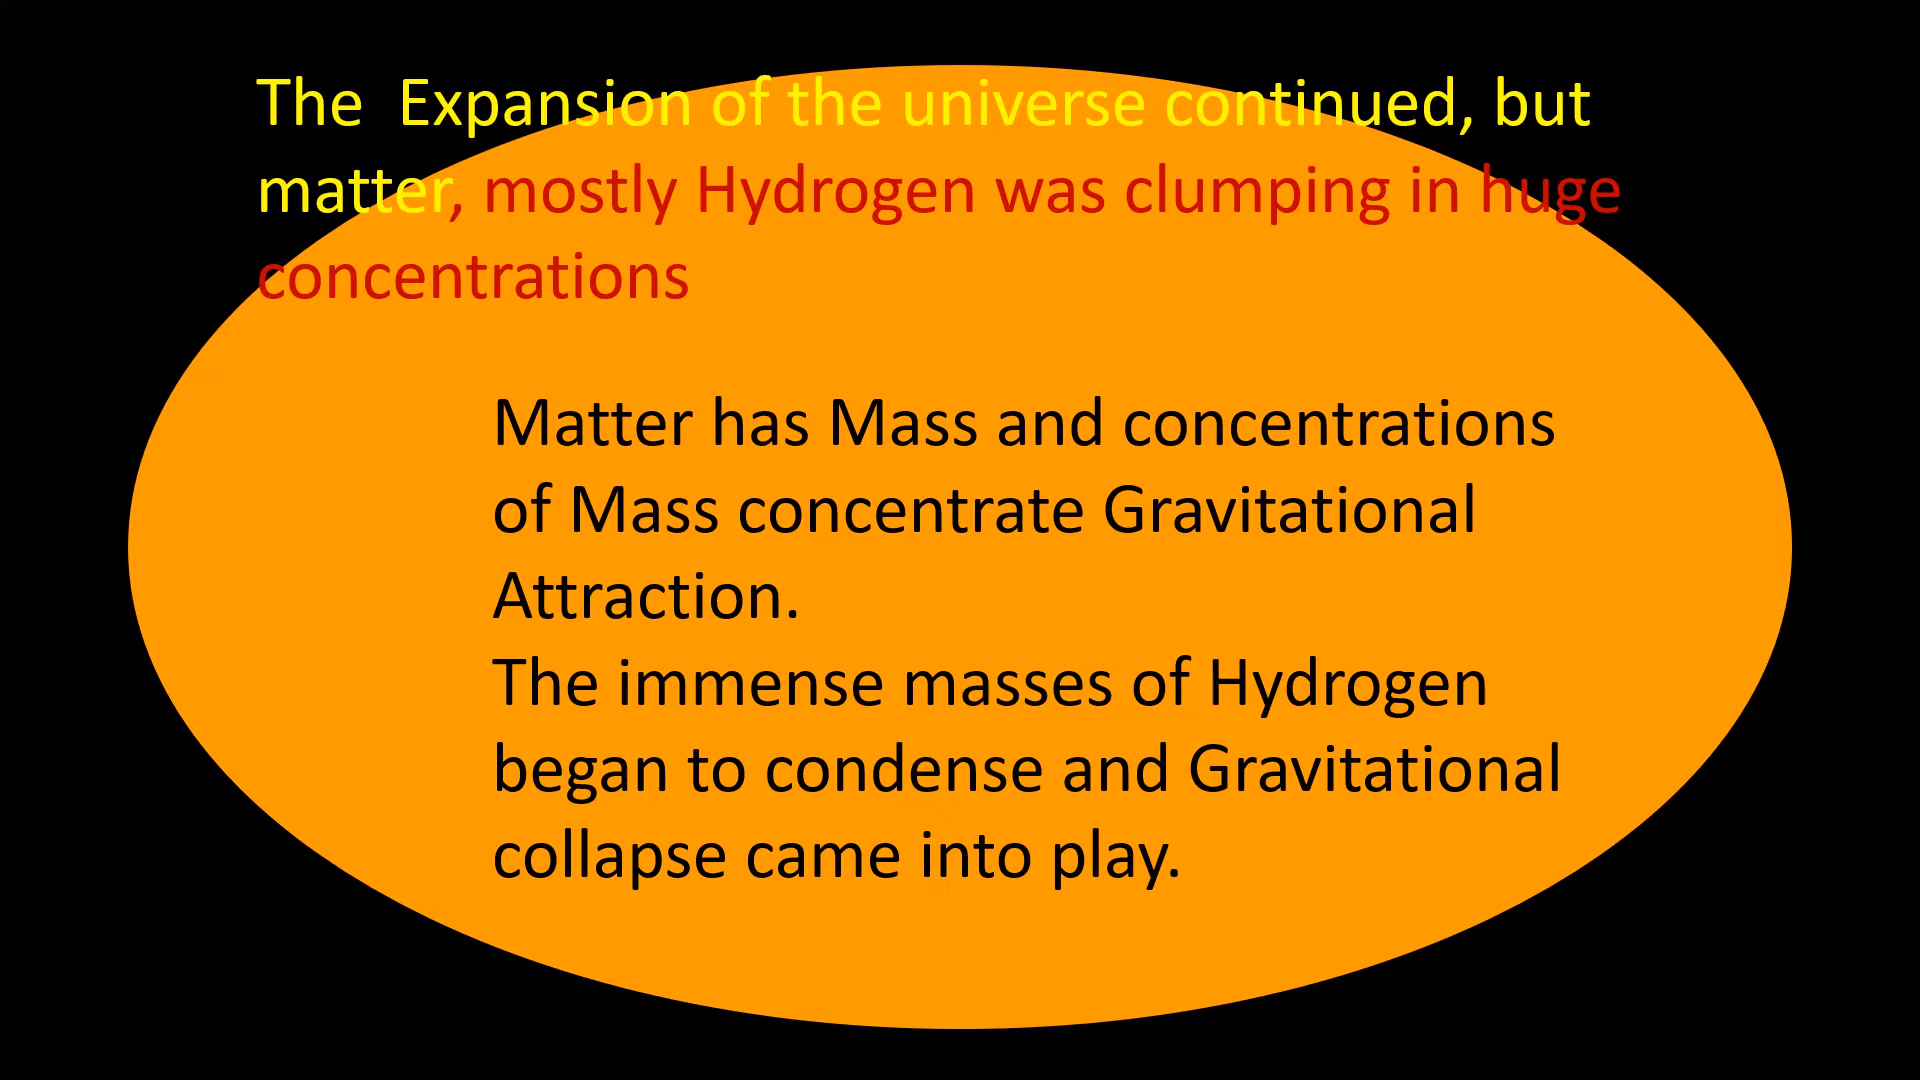 The  Expansion of the universe continued, but
matter, mostly Hydrogen was clumping in huge
concentrations
Matter has Mass and concentrations
of Mass concentrate Gravitational
Attraction.
The immense masses of Hydrogen
began to condense and Gravitational
collapse came into play.